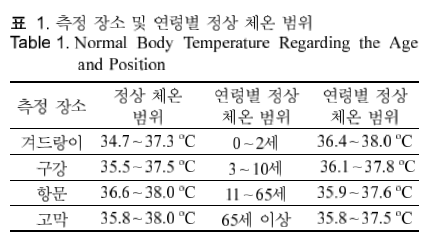 표 1. 측정 장소 및 연령별 정상 체온 범위
Table 1. Normal Body Temperature Regarding the Age
and Position
측정 장소 정상 체온 범위 연령별 정상 체온 범위 연령별 정상 체온 범위
겨드랑이 34.7~37.3 ℃ 0~2세 36.4~38.0 ℃
구강 35.5~37.5 ℃ 3~10세 36.1~37.8 ℃
항문 36.6~38.0 ℃ 11~65세 35.9~37.6 ℃
고막 35.8~38.0 ℃ 65세 이상 35.8~37.5 ℃